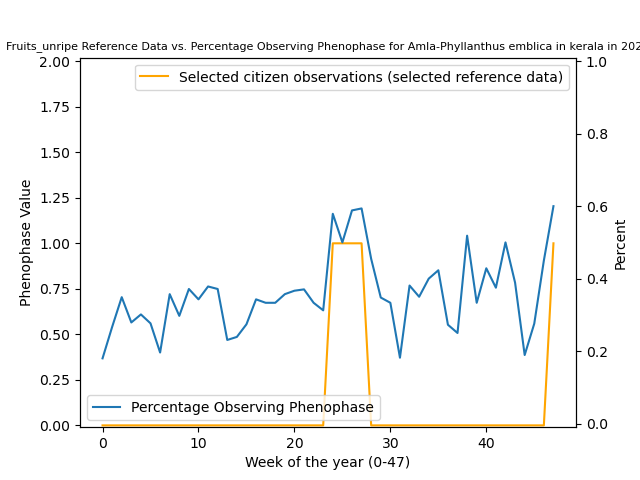 Fruits_unripe Reference Data vs. Percentage Observing Phenophase for Amla-Phyllanthus emblica in kerala in 202
Selected citizen observations (selected reference data)
Percentage Observing Phenophase
Phenophase Value
Percent
2.00
1.75
1.50
1.25
1.00
0.75
0.50
0.25
0.00
1.0
0.8
0.6
0.4
0.2
0.0
0 10 20 30 40
Week of the year (0-47)